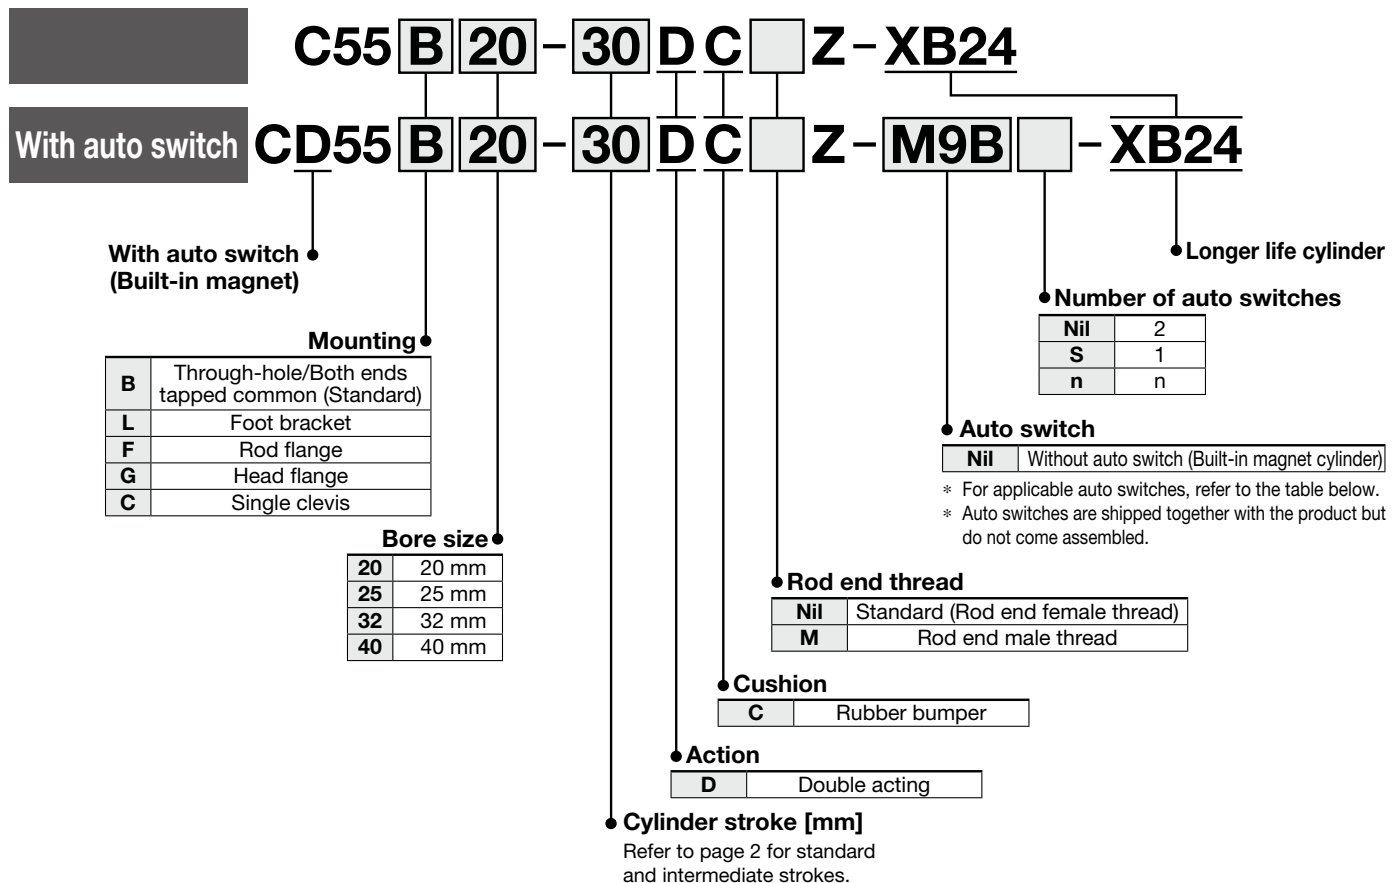 C55 B 20 - 30 D C Z - XB24
With auto switch CD55 B 20 - 30 D C Z - M9B - XB24
With auto switch
(Built-in magnet)
Longer life cylinder
Number of auto switches
Nil 2
S 1
n n
Mounting
B Through-hole/Both ends
tapped common (Standard)
L Foot bracket
F Rod flange
G Head flange
C Single clevis
Auto switch
Nil Without auto switch (Built-in magnet cylinder)
* For applicable auto switches, refer to the table below.
* Auto switches are shipped together with the product but
do not come assembled.
Bore size
20 20 mm
25 25 mm
32 32 mm
40 40 mm
Rod end thread
Nil Standard (Rod end female thread)
M Rod end male thread
Cushion
C Rubber bumper
Action
D Double acting
Cylinder stroke [mm]
Refer to page 2 for standard
and intermediate strokes.